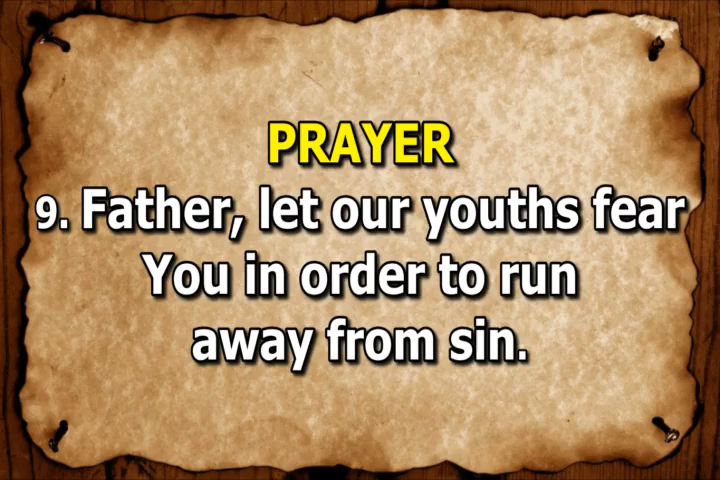 PRAYER
9. Father, let our youths fear
You in order to run
away from sin.